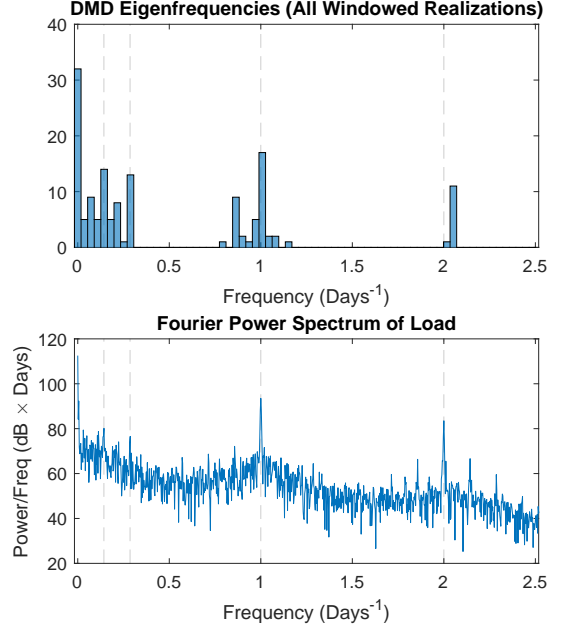 DMD Eigenfrequencies (All Windowed Realizations)
40
30
20
10
0
0 0.5 1 1.5 2 2.5
Frequency (Days⁻¹)
Fourier Power Spectrum of Load
Power/Freq (dB × Days)
120
100
80
60
40
20
0 0.5 1 1.5 2 2.5
Frequency (Days⁻¹)